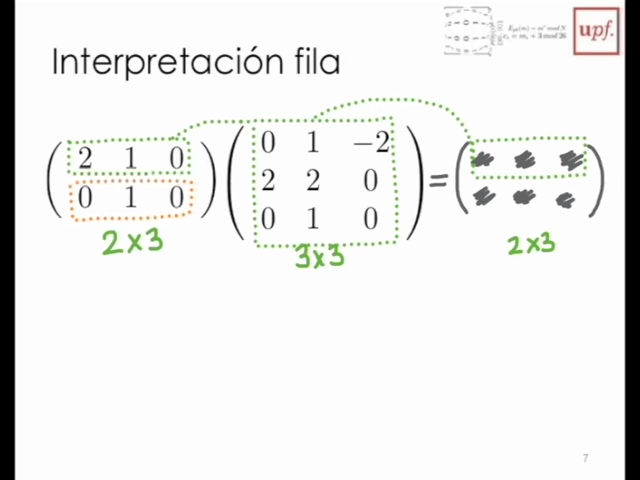 upf.
Interpretación fila
2 1 0
0 1 0
0 1 −2
2 2 0
0 1 0
=
2x3
3x3
2x3
7